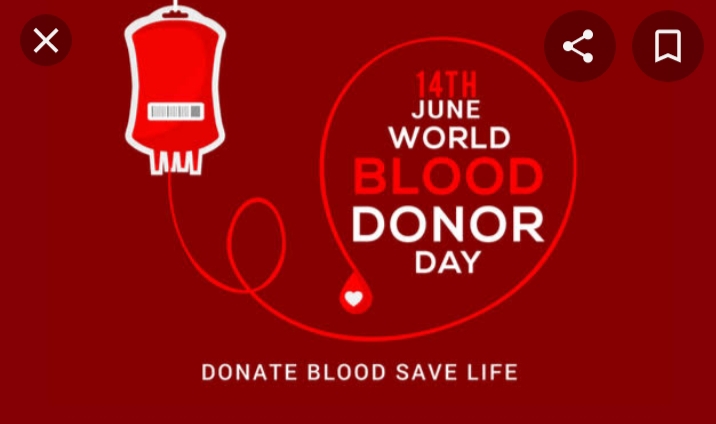 14TH
JUNE
WORLD
BLOOD
DONOR
DAY
DONATE BLOOD SAVE LIFE